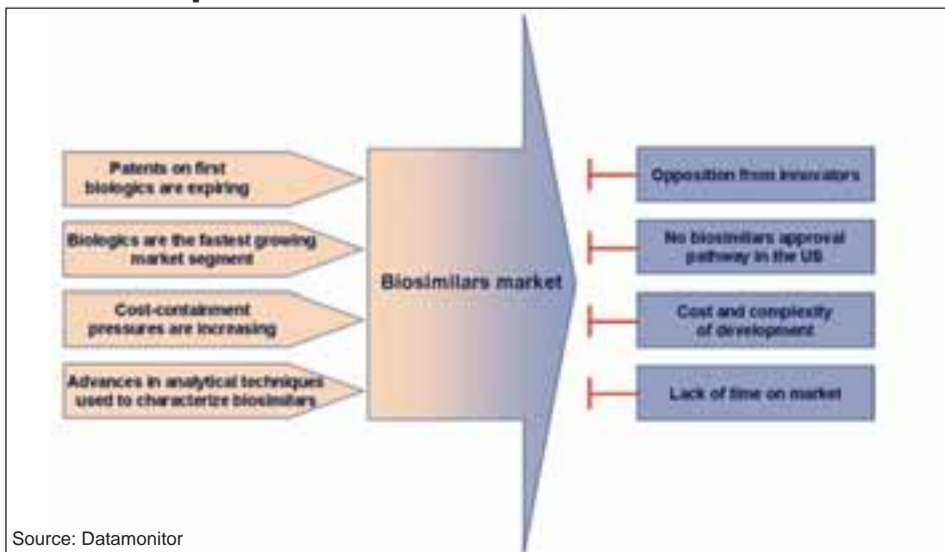 Patents on first
biologics are expiring
Biologics are the fastest growing
market segment
Cost-containment
pressures are increasing
Advances in analytical techniques
used to characterize biosimilars
Biosimilars market
Opposition from innovators
No biosimilars approval
pathway in the US
Cost and complexity
of development
Lack of time on market
Source: Datamonitor